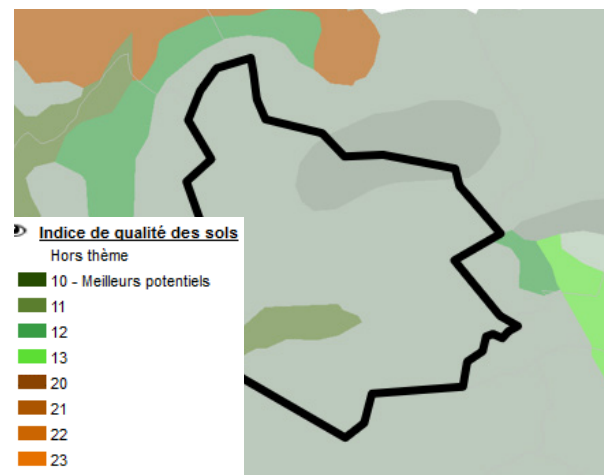 Indice de qualité des sols
Hors thème
10 - Meilleurs potentiels
11
12
13
20
21
22
23